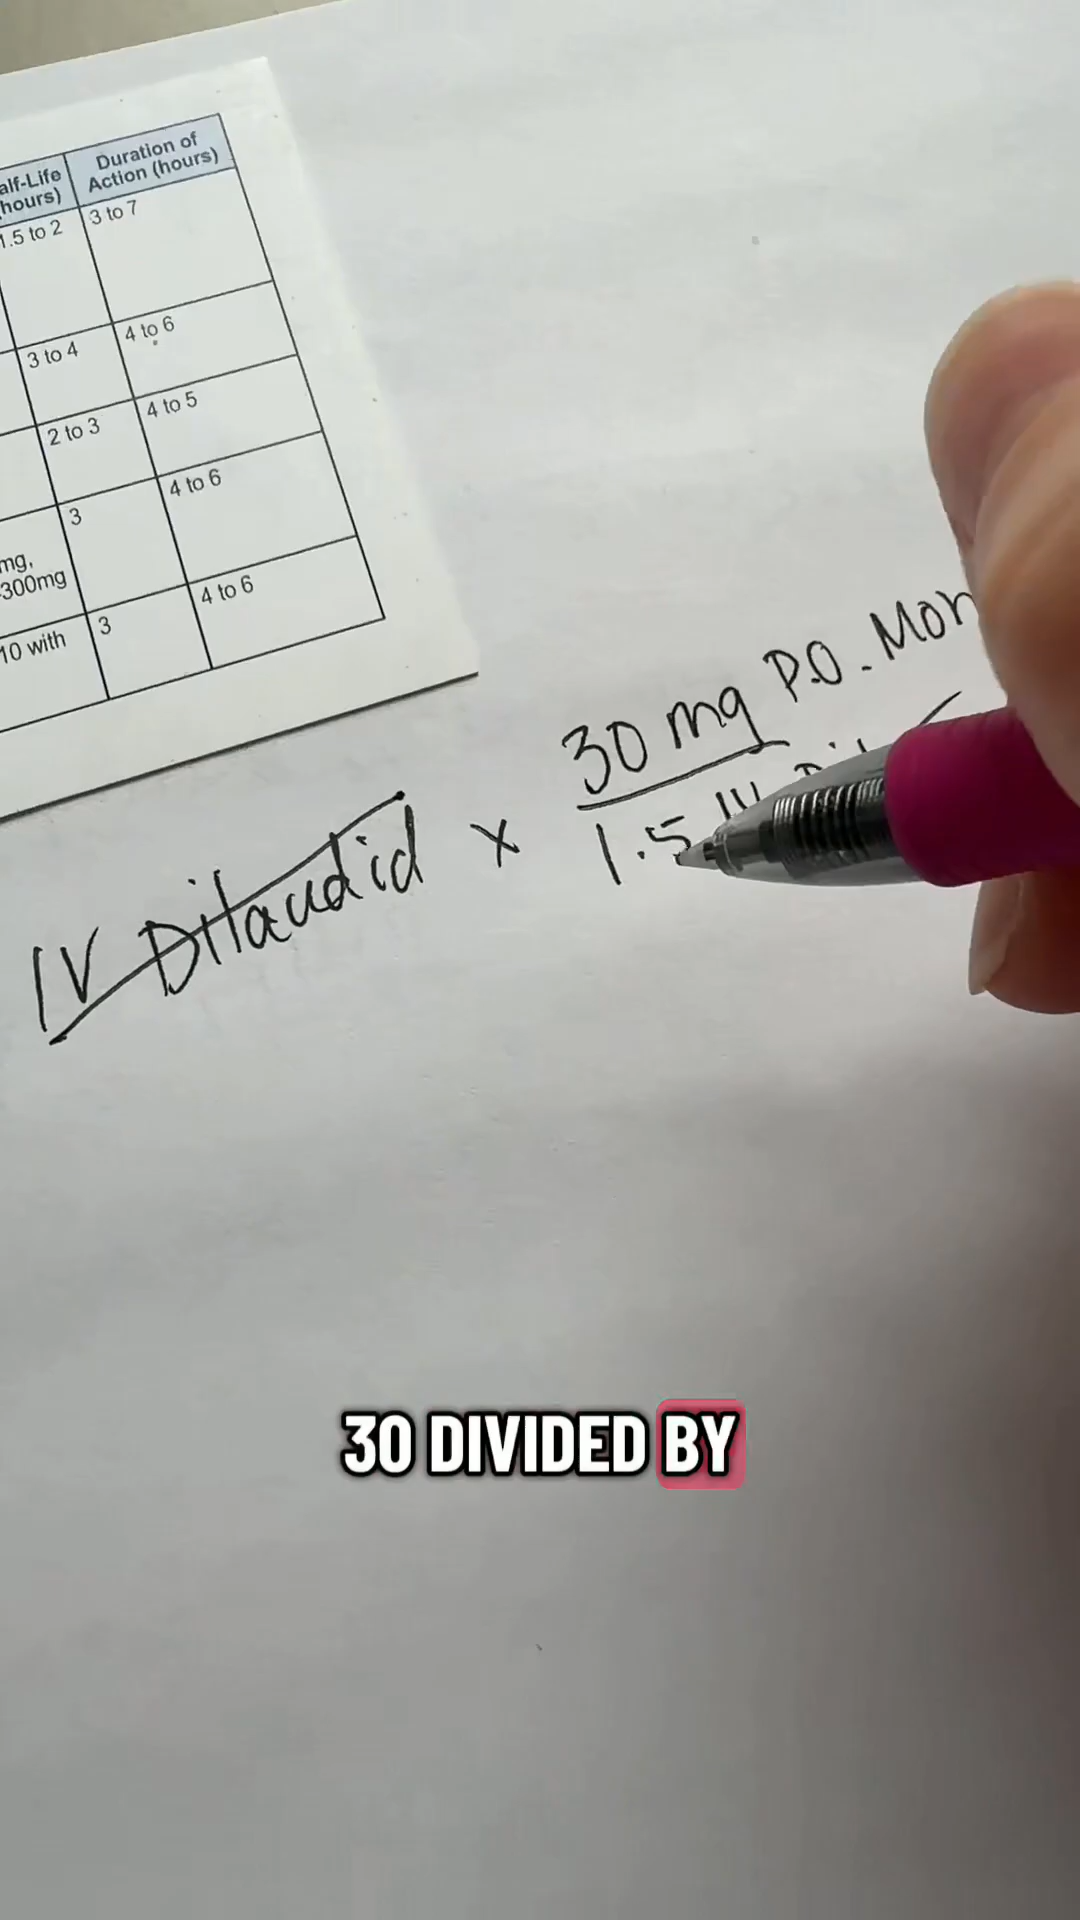 alf-Life Duration of
hours) Action (hours)
1.5 to 2 3 to 7
3 to 4 4 to 6
2 to 3 4 to 5
3 4 to 6
mg,
300mg
10 with 3 4 to 6
30 mg P.O. Mor
IV Dilaudid x 1.5 IV
30 DIVIDED BY